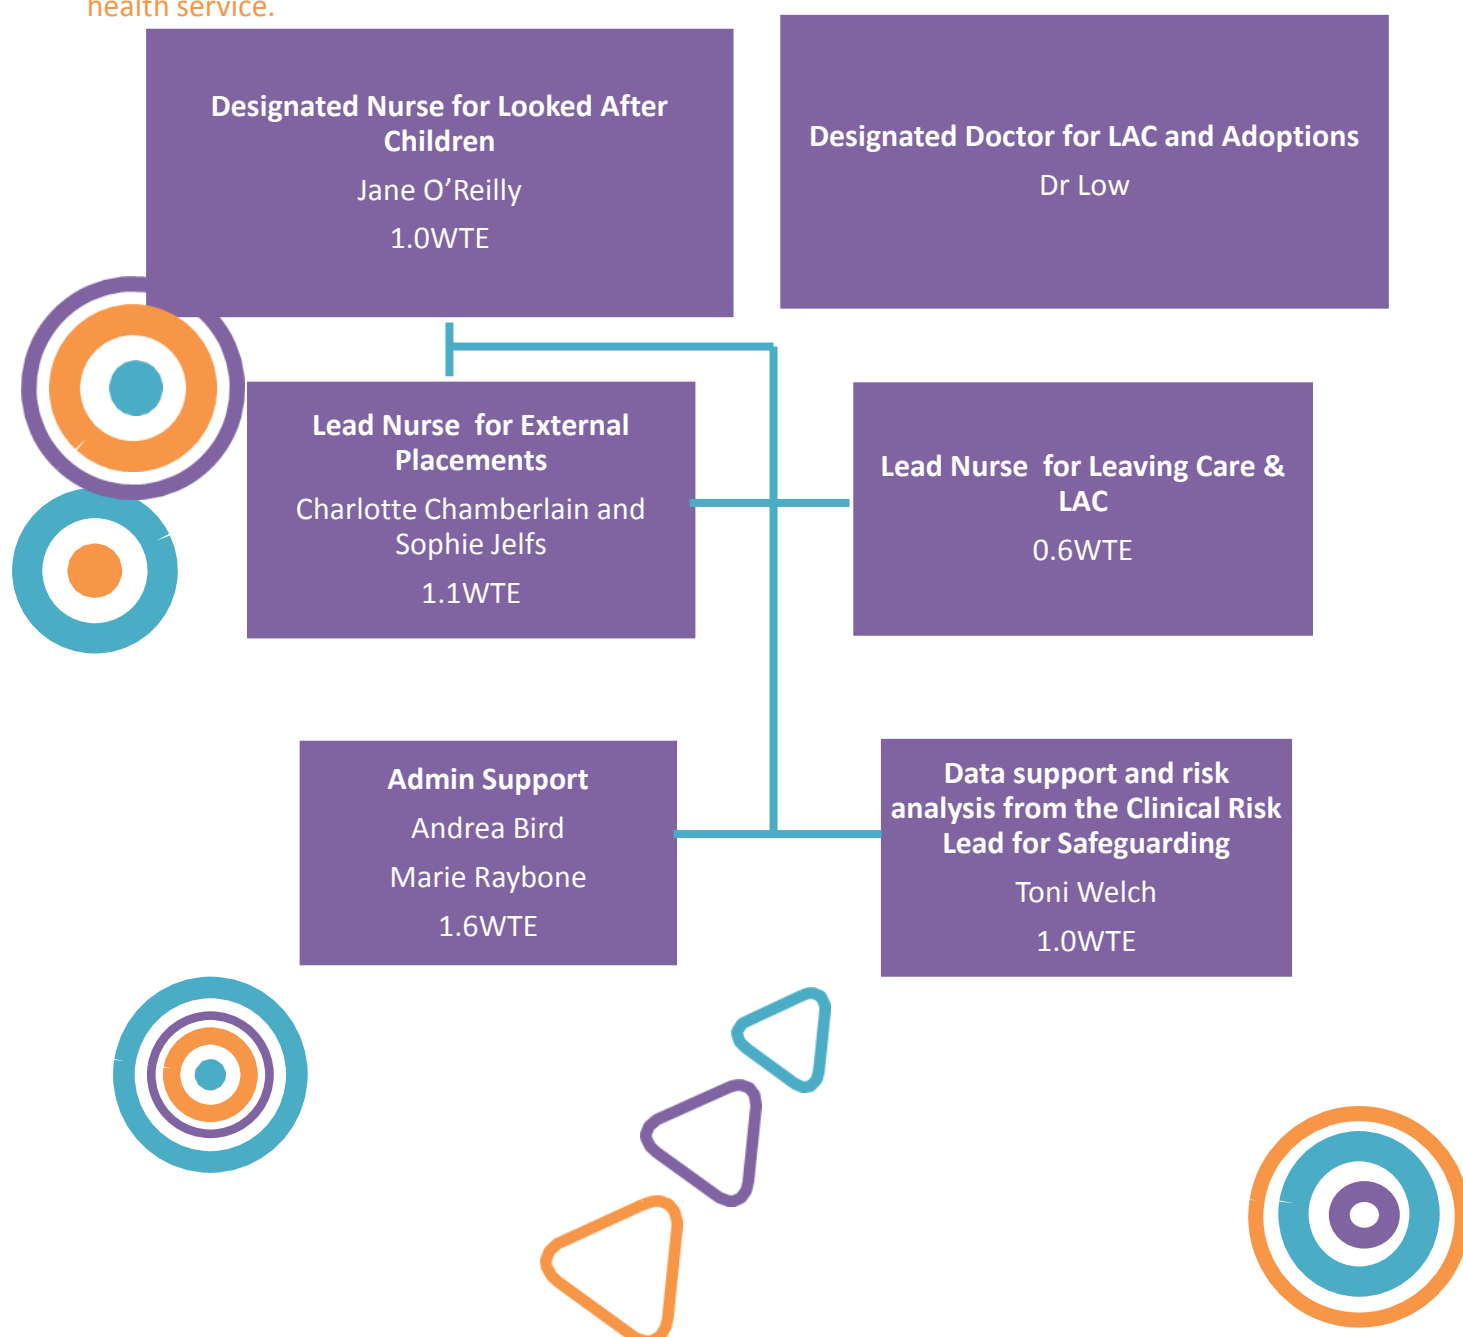 health service.
Designated Nurse for Looked After
Children
Jane O’Reilly
1.0WTE
Designated Doctor for LAC and Adoptions
Dr Low
Lead Nurse  for External
Placements
Charlotte Chamberlain and
Sophie Jelfs
1.1WTE
Lead Nurse  for Leaving Care &
LAC
0.6WTE
Admin Support
Andrea Bird
Marie Raybone
1.6WTE
Data support and risk
analysis from the Clinical Risk
Lead for Safeguarding
Toni Welch
1.0WTE